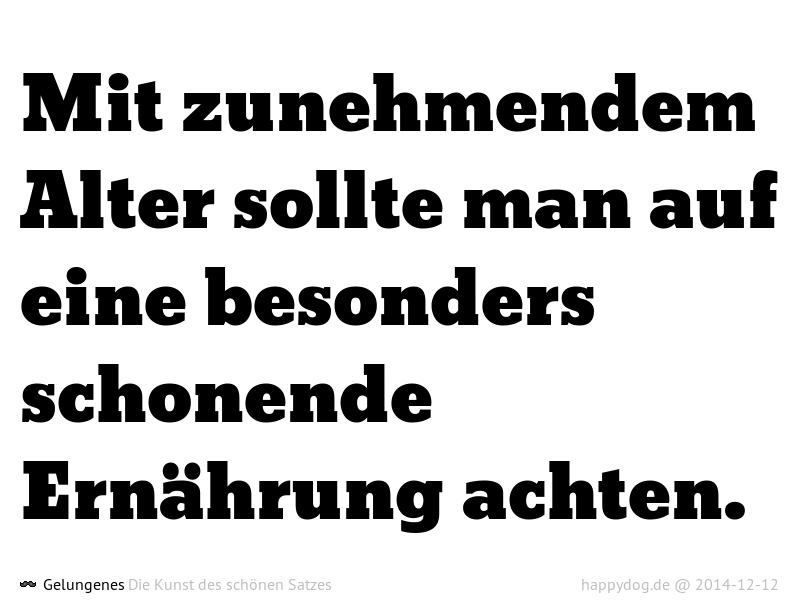 Mit zunehmendem
Alter sollte man auf
eine besonders
schonende
Ernährung achten.
Gelungenes Die Kunst des schönen Satzes
happydog.de @ 2014-12-12